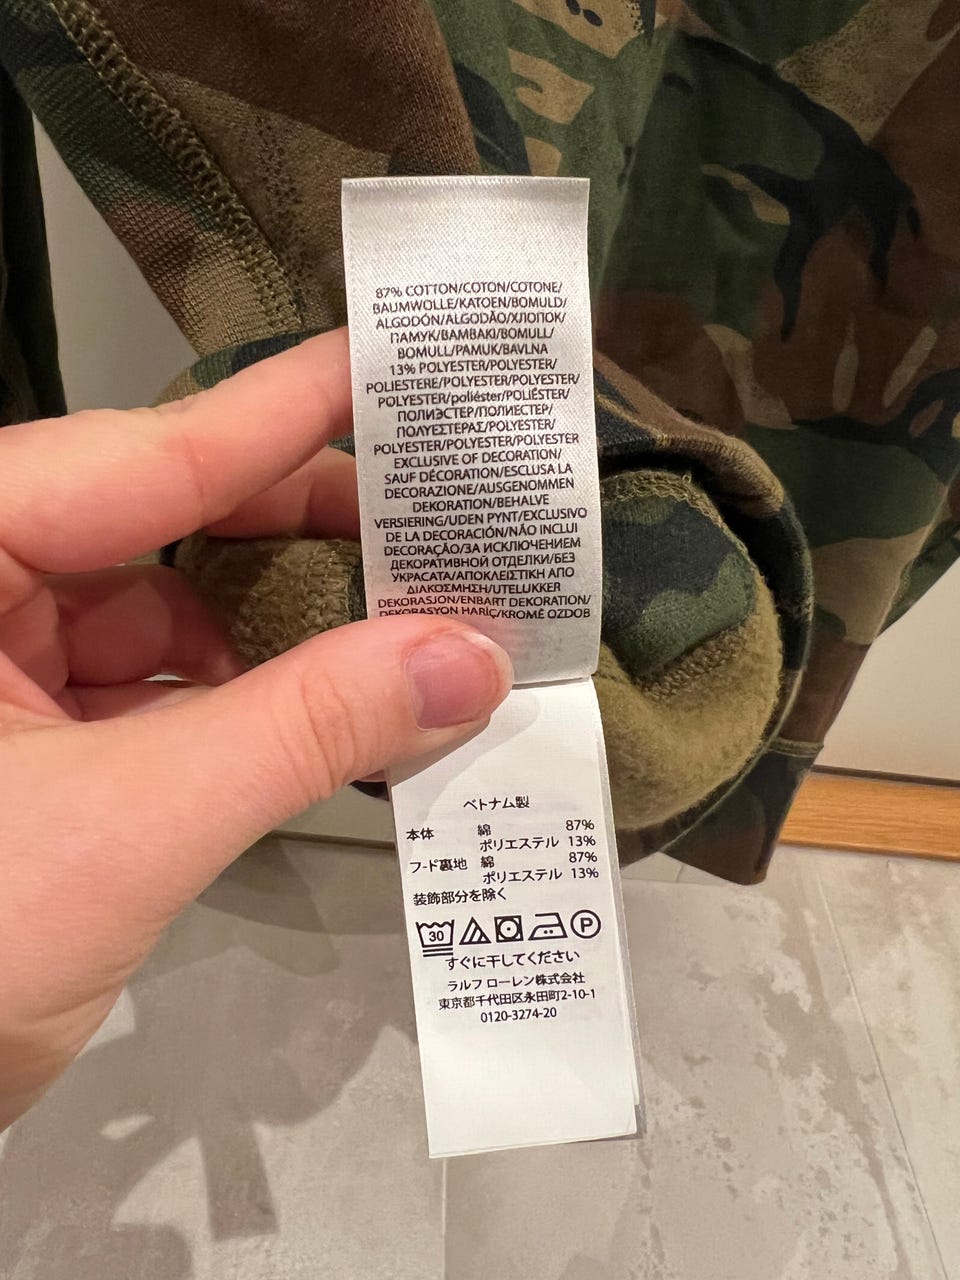 87% COTTON/COTON/COTONE/
BAUMWOLLE/KATOEN/BOMULD/
ALGODÓN/ALGODÃO/ХЛОПОК/
ПАМУК/ΒΑΜΒΑΚΙ/BOMULL/
BOMULL/PAMUK/BAVLNA
13% POLYESTER/POLYESTER/
POLIESTERE/POLYESTER/POLYESTER/
POLYESTER/poliéster/POLIÉSTER/
ПОЛИЭСТЕР/ПОЛИЕСТЕР/
ΠΟΛΥΕΣΤΕΡΑΣ/POLYESTER/
POLYESTER/POLYESTER/POLYESTER
EXCLUSIVE OF DECORATION/
SAUF DÉCORATION/ESCLUSA LA
DECORAZIONE/AUSGENOMMEN
DEKORATION/BEHALVE
VERSIERING/UDEN PYNT/EXCLUSIVO
DE LA DECORACIÓN/NÃO INCLUI
DECORAÇÃO/ЗА ИСКЛЮЧЕНИЕМ
ДЕКОРАТИВНОЙ ОТДЕЛКИ/БЕЗ
УКРАСАТА/ΑΠΟΚΛΕΙΣΤΙΚΗ ΑΠΟ
ΔΙΑΚΟΣΜΗΣΗ/UTELUKKER
DEKORASJON/ENBART DEKORATION/
DEKORASYON HARİÇ/KROMĚ OZDOB
ベトナム製
本体 綿 87%
ポリエステル 13%
フード裏地 綿 87%
ポリエステル 13%
装飾部分を除く
30 P
すぐに干してください
ラルフ ローレン株式会社
東京都千代田区永田町2-10-1
0120-3274-20